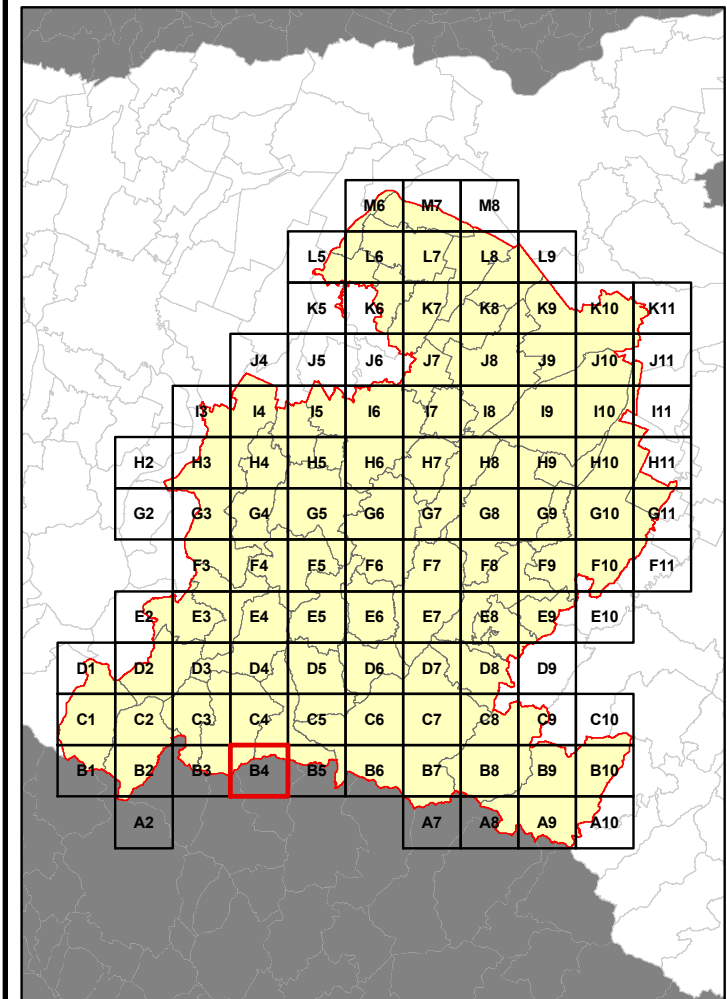 M6 M7 M8
L5 L6 L7 L8 L9
K5 K6 K7 K8 K9 K10 K11
J4 J5 J6 J7 J8 J9 J10 J11
I3 I4 I5 I6 I7 I8 I9 I10 I11
H2 H3 H4 H5 H6 H7 H8 H9 H10 H11
G2 G3 G4 G5 G6 G7 G8 G9 G10 G11
F3 F4 F5 F6 F7 F8 F9 F10 F11
E2 E3 E4 E5 E6 E7 E8 E9 E10
D1 D2 D3 D4 D5 D6 D7 D8 D9
C1 C2 C3 C4 C5 C6 C7 C8 C9 C10
B1 B2 B3 B4 B5 B6 B7 B8 B9 B10
A2 A7 A8 A9 A10